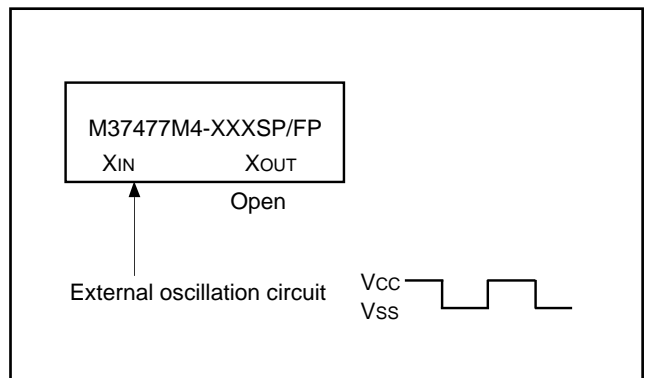 M37477M4-XXXSP/FP
XIN XOUT
Open
External oscillation circuit
VCC
VSS